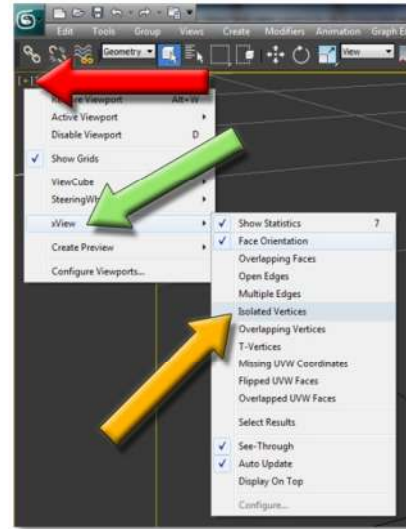 Edit Tools Group Views Create Modifiers Animation Graph E
Geometry View
[+]
Viewport Alt+W
Active Viewport
Disable Viewport D
Show Grids
ViewCube
xView
Create Preview
Configure Viewports...
Show Statistics 7
Face Orientation
Overlapping Faces
Open Edges
Multiple Edges
Isolated Vertices
Overlapping Vertices
T-Vertices
Missing UVW Coordinates
Flipped UVW Faces
Overlapped UVW Faces
Select Results
See-Through
Auto Update
Display On Top
Configure...